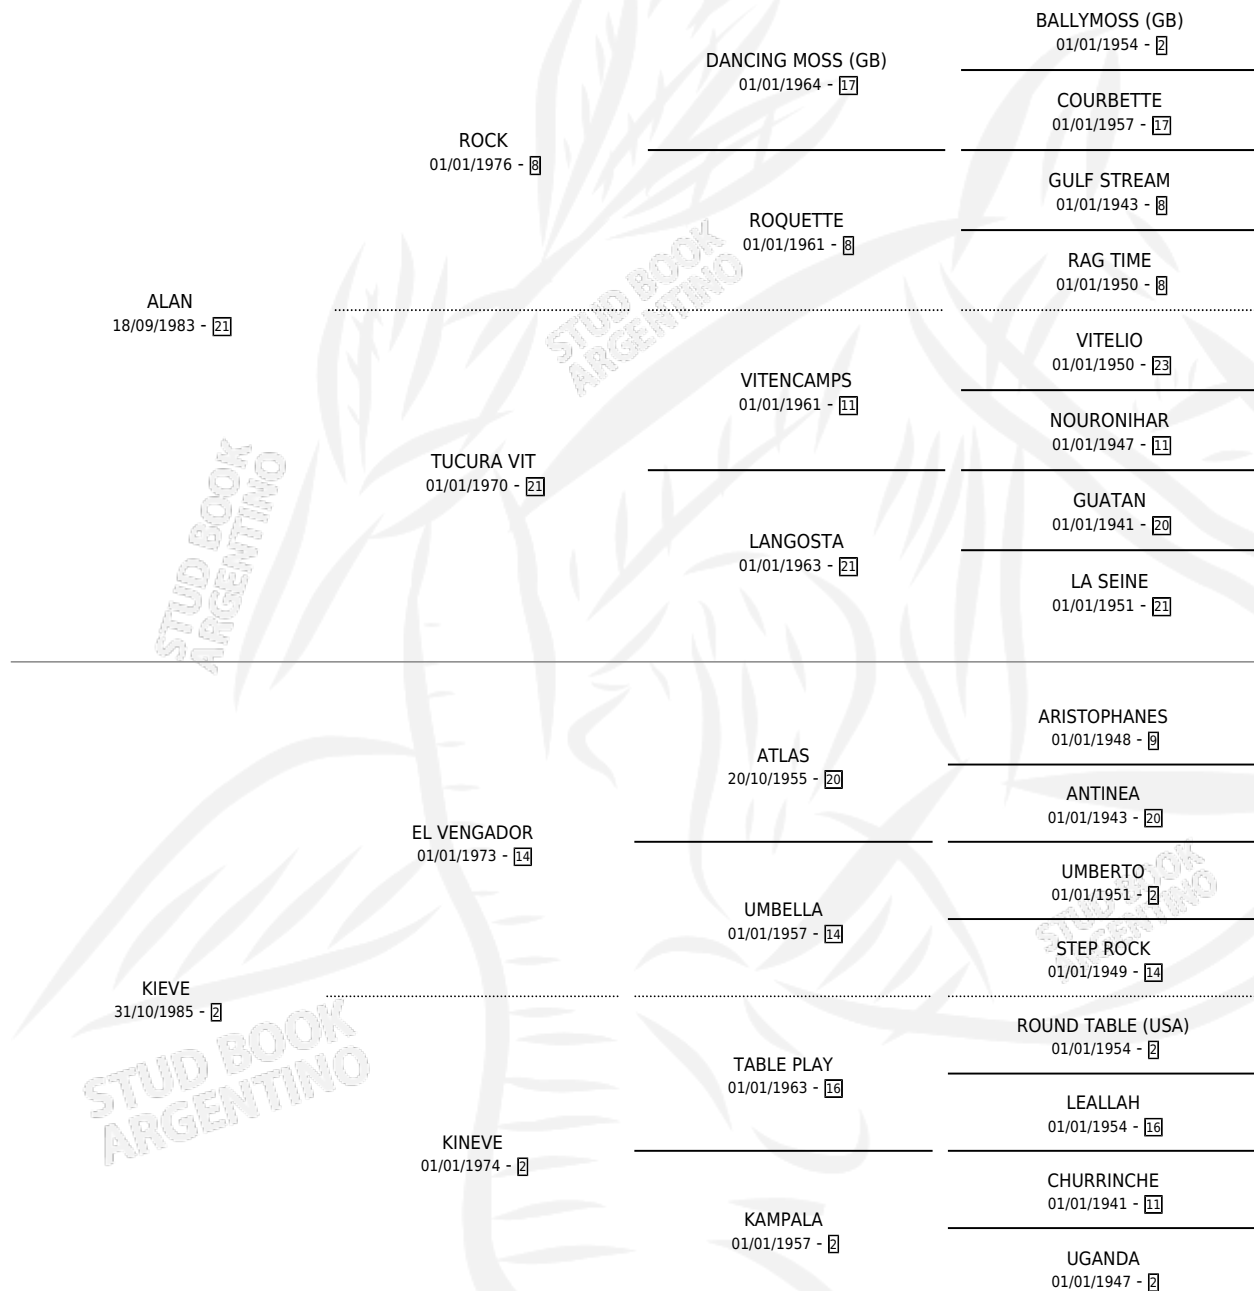 BALLYMOSS (GB)
01/01/1954 - 2
DANCING MOSS (GB)
01/01/1964 - 17
COURBETTE
01/01/1957 - 17
ROCK
01/01/1976 - 8
GULF STREAM
01/01/1943 - 8
ROQUETTE
01/01/1961 - 8
RAG TIME
01/01/1950 - 8
ALAN
18/09/1983 - 21
VITELIO
01/01/1950 - 23
VITENCAMPS
01/01/1961 - 11
NOURONIHAR
01/01/1947 - 11
TUCURA VIT
01/01/1970 - 21
GUATAN
01/01/1941 - 20
LANGOSTA
01/01/1963 - 21
LA SEINE
01/01/1951 - 21
ARISTOPHANES
01/01/1948 - 9
ATLAS
20/10/1955 - 20
ANTINEA
01/01/1943 - 20
EL VENGADOR
01/01/1973 - 14
UMBERTO
01/01/1951 - 2
UMBELLA
01/01/1957 - 14
STEP ROCK
01/01/1949 - 14
KIEVE
31/10/1985 - 2
ROUND TABLE (USA)
01/01/1954 - 2
TABLE PLAY
01/01/1963 - 16
LEALLAH
01/01/1954 - 16
KINEVE
01/01/1974 - 2
CHURRINCHE
01/01/1941 - 11
KAMPALA
01/01/1957 - 2
UGANDA
01/01/1947 - 2
STUD BOOK
ARGENTINO
STUD BOOK
ARGENTINO
STUD BOOK
ARGENTINO
STUD BOOK
ARGENTINO